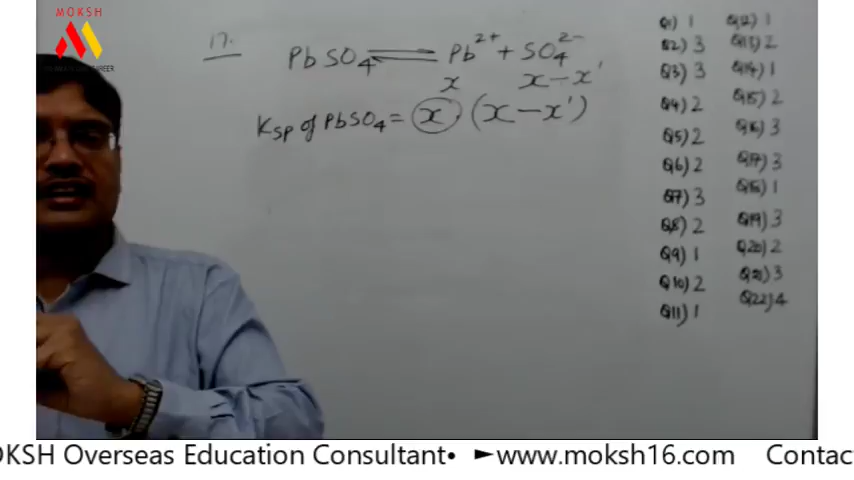 MOKSH
17.
PbSO₄ ⇌ Pb²⁺ + SO₄²⁻
x x-x'
Ksp of PbSO₄ = x (x-x')
Q1) 1
Q2) 3
Q3) 3
Q4) 2
Q5) 2
Q6) 2
Q7) 3
Q8) 2
Q9) 1
Q10) 2
Q11) 1
Q12) 1
Q13) 2
Q14) 1
Q15) 2
Q16) 3
Q17) 3
Q18) 1
Q19) 3
Q20) 2
Q21) 3
Q22) 4
OKSH Overseas Education Consultant• ►www.moksh16.com Contac